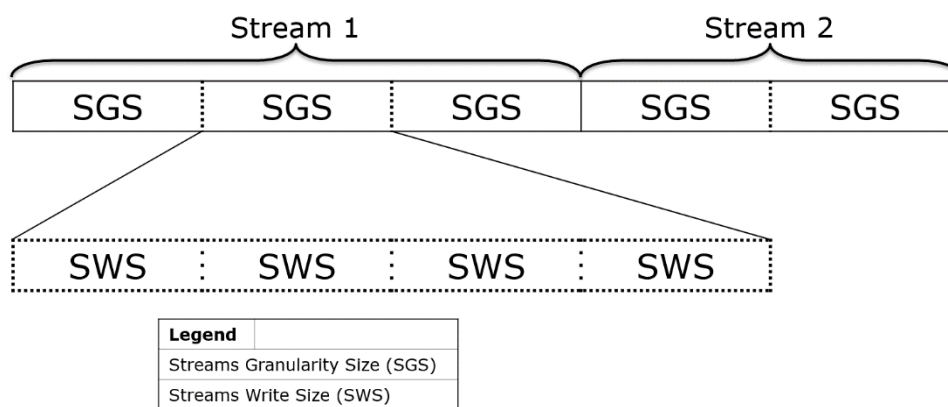 Stream 1 Stream 2
SGS SGS SGS SGS SGS
SWS SWS SWS SWS
Legend
Streams Granularity Size (SGS)
Streams Write Size (SWS)